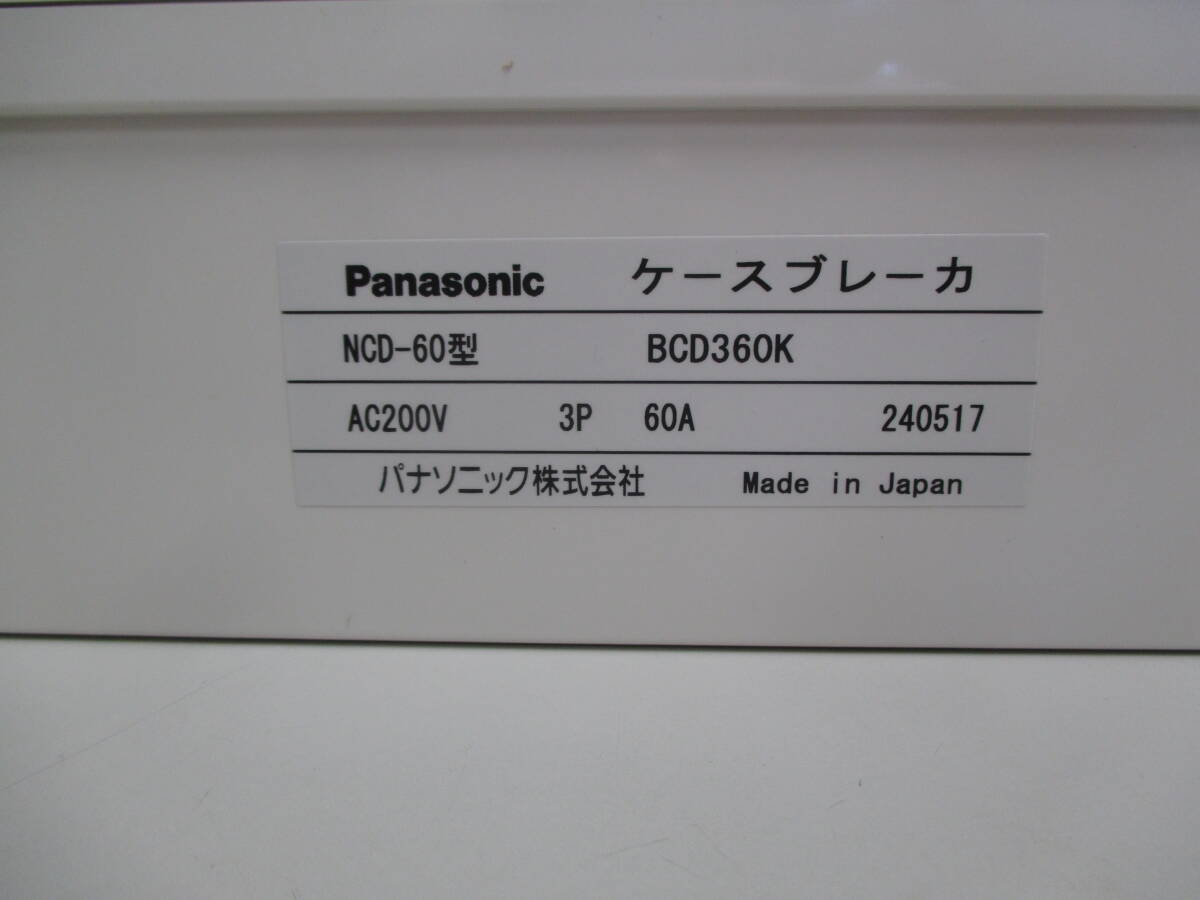 Panasonic ケースブレーカ
NCD-60型 BCD360K
AC200V 3P 60A 240517
パナソニック株式会社 Made in Japan